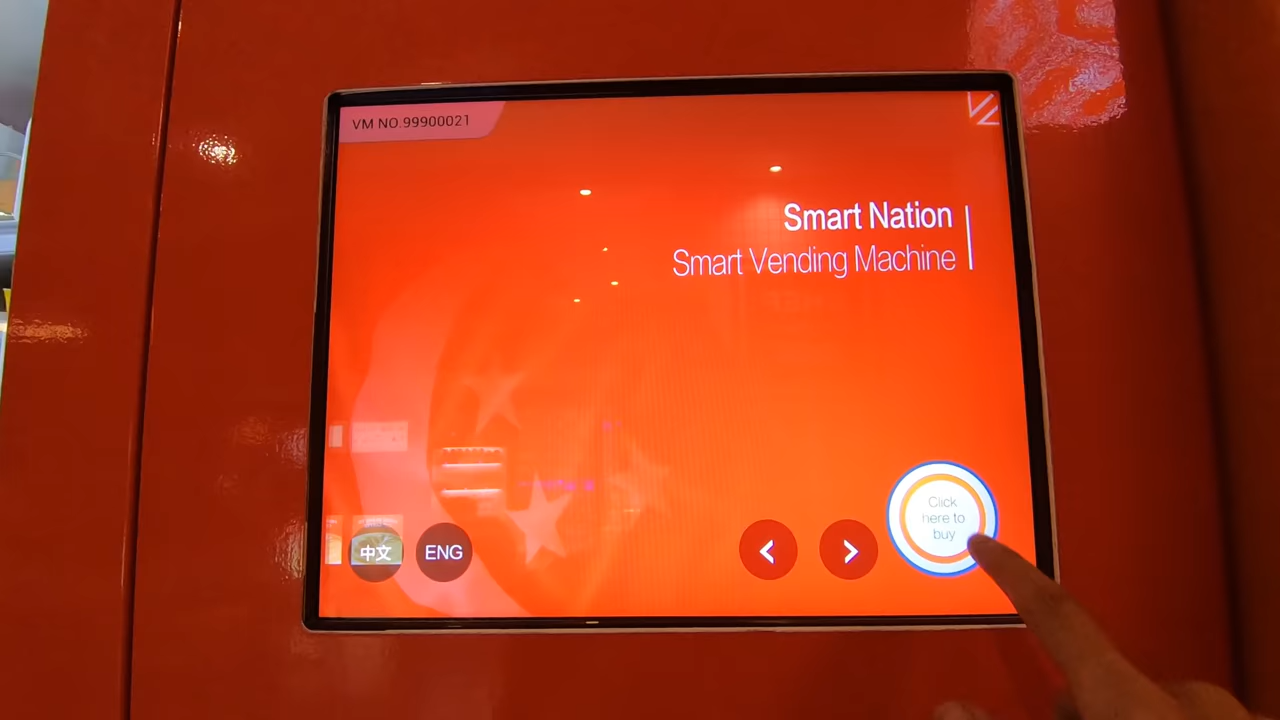 VM NO.99900021
Smart Nation
Smart Vending Machine
Click
here to
buy
中文
ENG